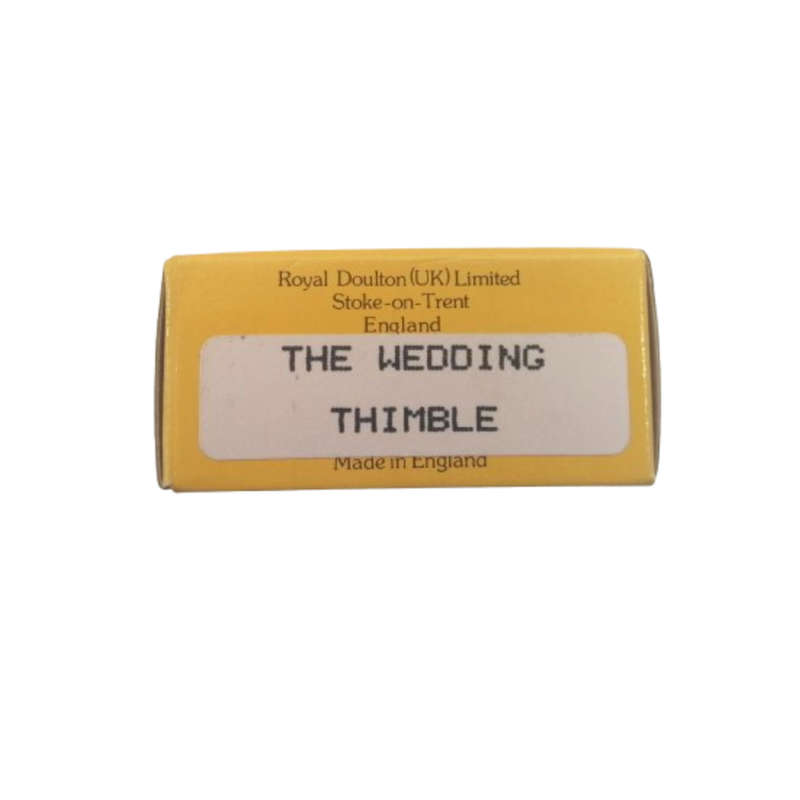 Royal Doulton (UK) Limited
Stoke-on-Trent
England
THE WEDDING
THIMBLE
Made in England